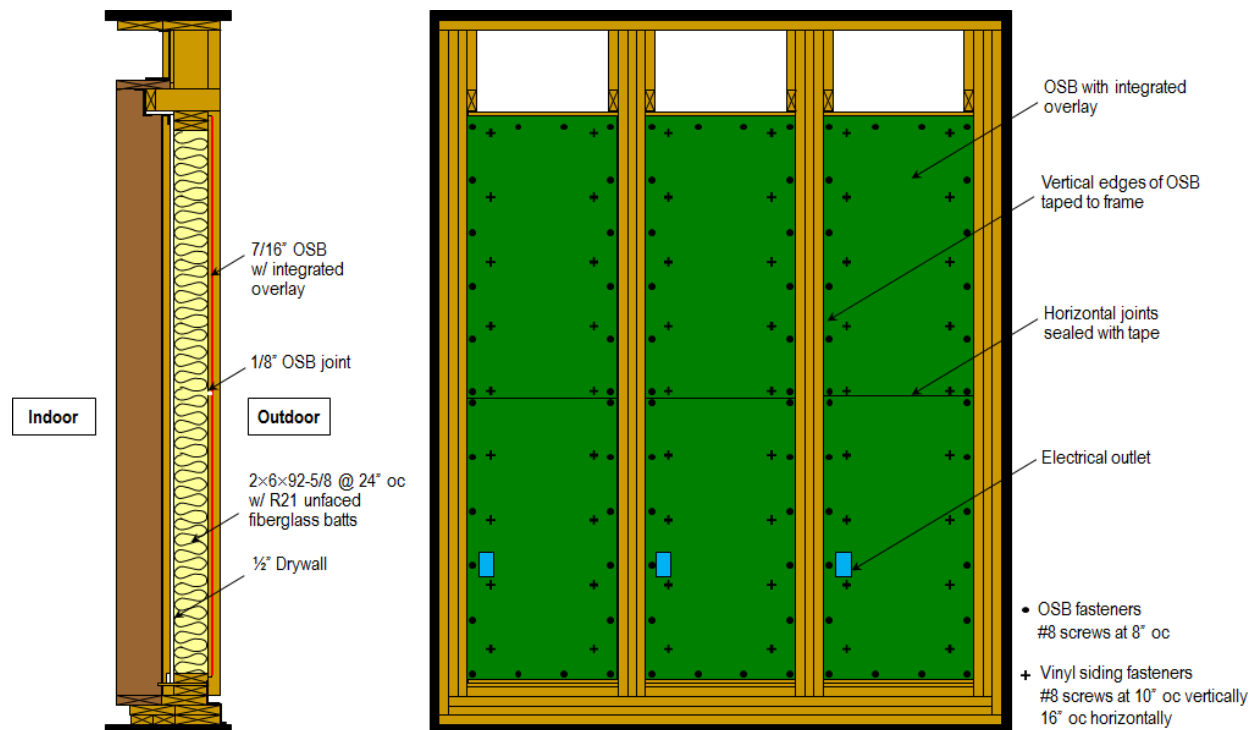 7/16” OSB
w/ integrated
overlay
1/8” OSB joint
Indoor
Outdoor
2×6×92-5/8 @ 24” oc
w/ R21 unfaced
fiberglass batts
½” Drywall
OSB with integrated
overlay
Vertical edges of OSB
taped to frame
Horizontal joints
sealed with tape
Electrical outlet
OSB fasteners
#8 screws at 8” oc
Vinyl siding fasteners
#8 screws at 10” oc vertically
16” oc horizontally